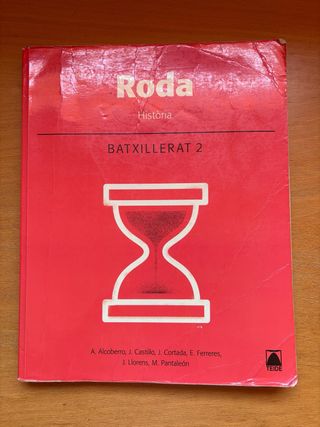 Roda
Història
BATXILLERAT 2
A. Alcoberro, J. Castillo, J. Cortada, E. Ferreres,
J. Llorens, M. Pantaleón
TEIDE